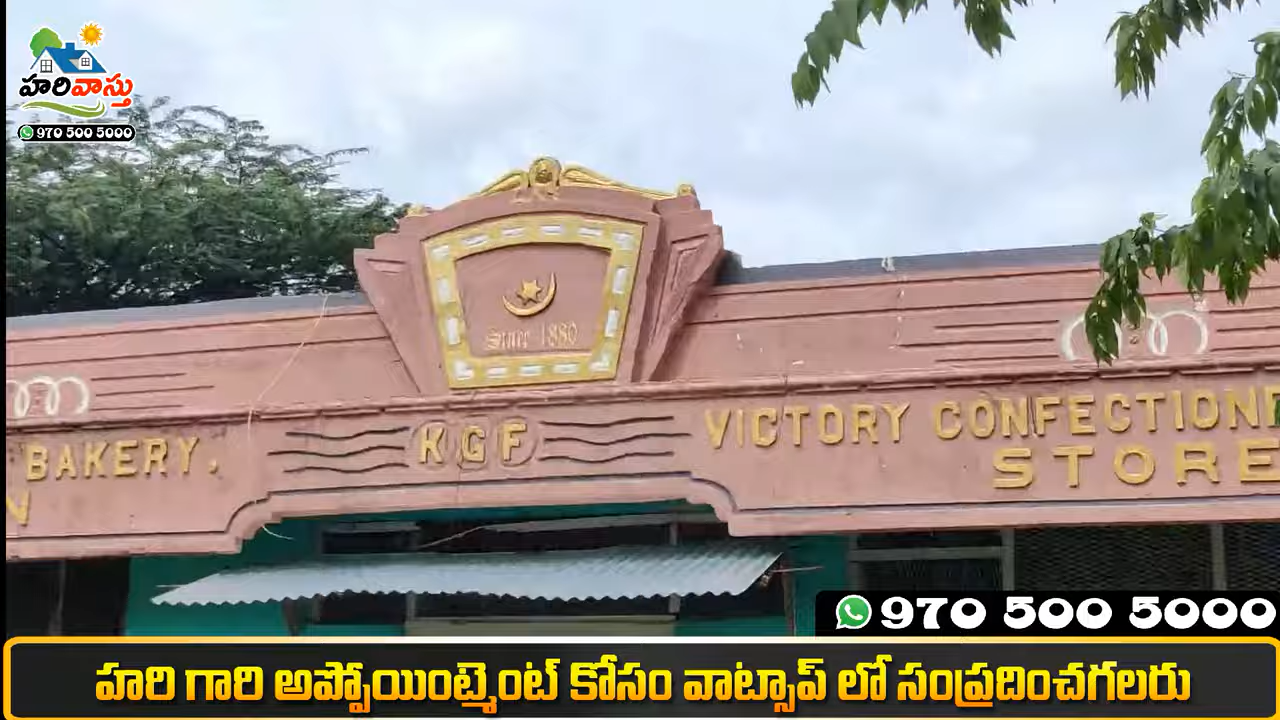 హరివాస్తు
970 500 5000
Since 1880
BAKERY,
KGF
VICTORY CONFECTIONE
STORE
N
970 500 5000
హరి గారి అప్పోయింట్మెంట్ కోసం వాట్సాప్ లో సంప్రదించగలరు